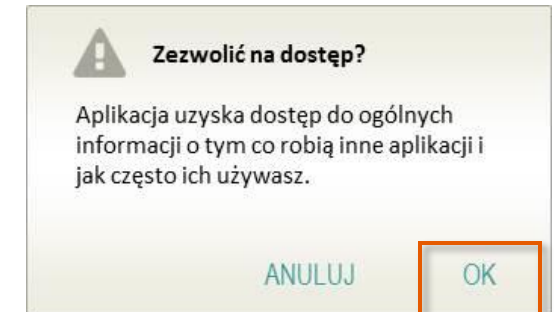 Zezwolić na dostęp?
Aplikacja uzyska dostęp do ogólnych
informacji o tym co robią inne aplikacji i
jak często ich używasz.
ANULUJ OK